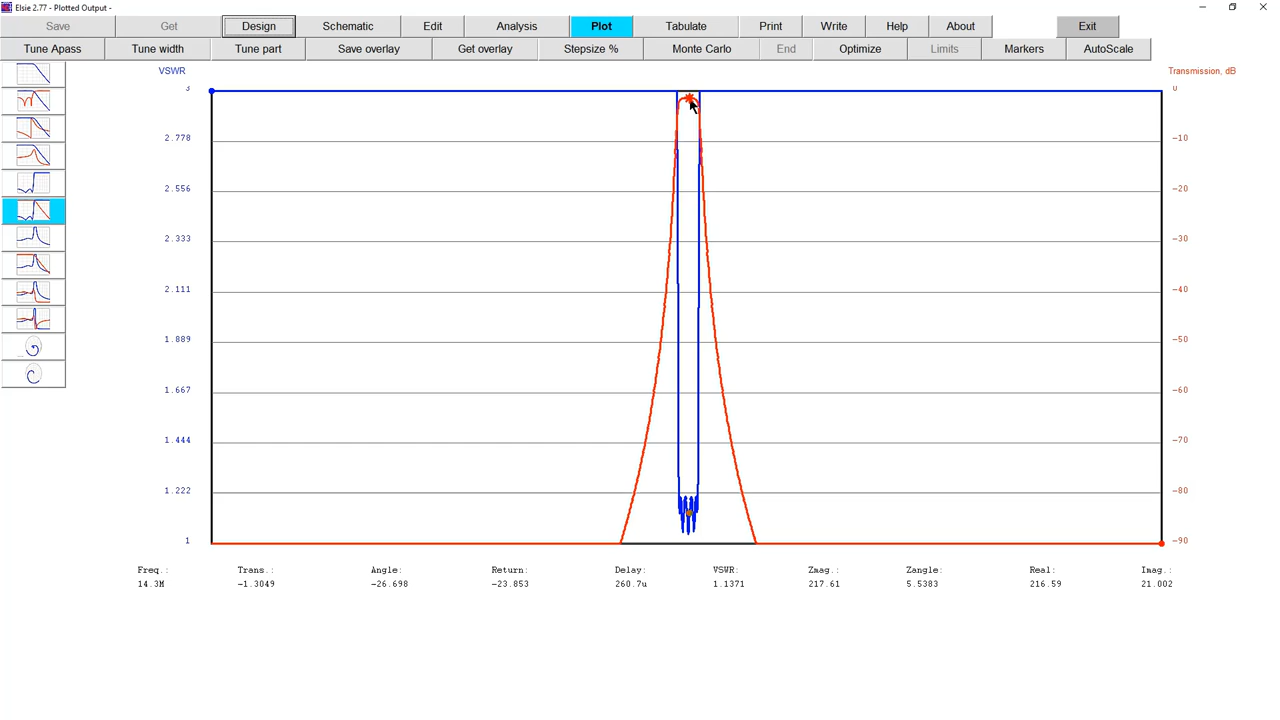 Elsie 2.77 - Plotted Output -
Save Get Design Schematic Edit Analysis Plot Tabulate Print Write Help About Exit
Tune Apass Tune width Tune part Save overlay Get overlay Stepsize % Monte Carlo End Optimize Limits Markers AutoScale
VSWR Transmission, dB
3 0
2.778 -10
2.556 -20
2.333 -30
2.111 -40
1.889 -50
1.667 -60
1.444 -70
1.222 -80
1 -90
Freq.: Trans.: Angle: Return: Delay: VSWR: Zmag.: Zangle: Real: Imag.:
14.3M -1.3049 -26.698 -23.853 260.7u 1.1371 217.61 5.5383 216.59 21.002